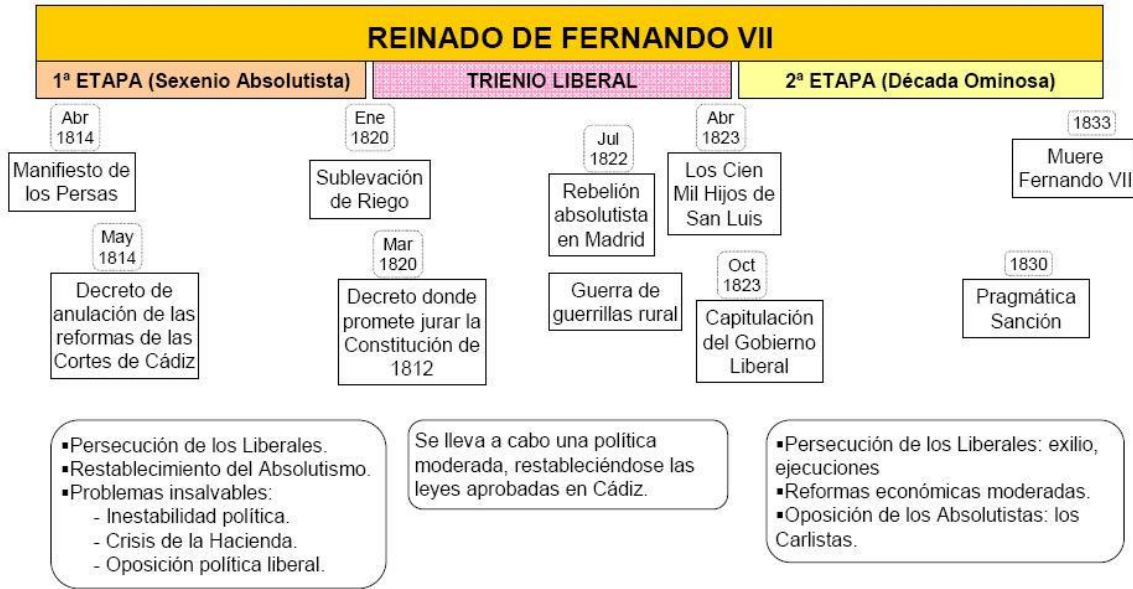 REINADO DE FERNANDO VII
1ª ETAPA (Sexenio Absolutista)
TRIENIO LIBERAL
2ª ETAPA (Década Ominosa)
Abr
1814
Manifiesto de
los Persas
May
1814
Decreto de
anulación de las
reformas de las
Cortes de Cádiz
Ene
1820
Sublevación
de Riego
Mar
1820
Decreto donde
promete jurar la
Constitución de
1812
Jul
1822
Rebelión
absolutista
en Madrid
Guerra de
guerrillas rural
Abr
1823
Los Cien
Mil Hijos de
San Luis
Oct
1823
Capitulación
del Gobierno
Liberal
1833
Muere
Fernando VII
1830
Pragmática
Sanción
▪Persecución de los Liberales.
▪Restablecimiento del Absolutismo.
▪Problemas insalvables:
- Inestabilidad política.
- Crisis de la Hacienda.
- Oposición política liberal.
Se lleva a cabo una política
moderada, restableciéndose las
leyes aprobadas en Cádiz.
▪Persecución de los Liberales: exilio,
ejecuciones
▪Reformas económicas moderadas.
▪Oposición de los Absolutistas: los
Carlistas.